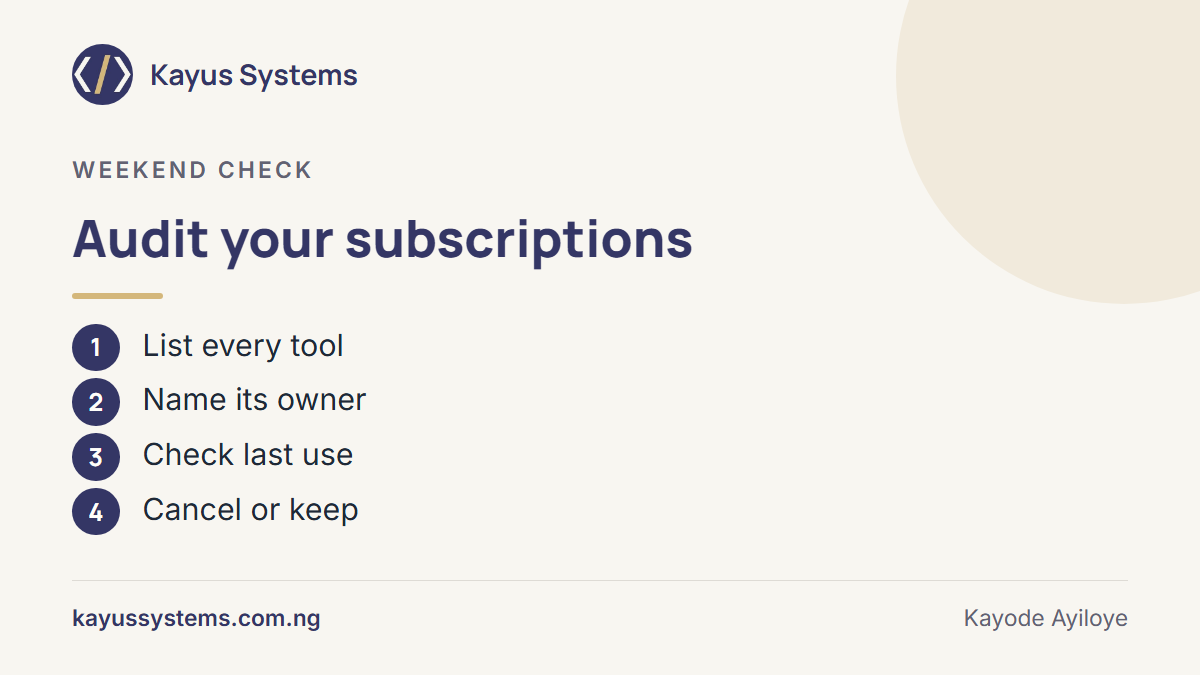 Kayus Systems
WEEKEND CHECK
Audit your subscriptions
1 List every tool
2 Name its owner
3 Check last use
4 Cancel or keep
kayussystems.com.ng
Kayode Ayiloye